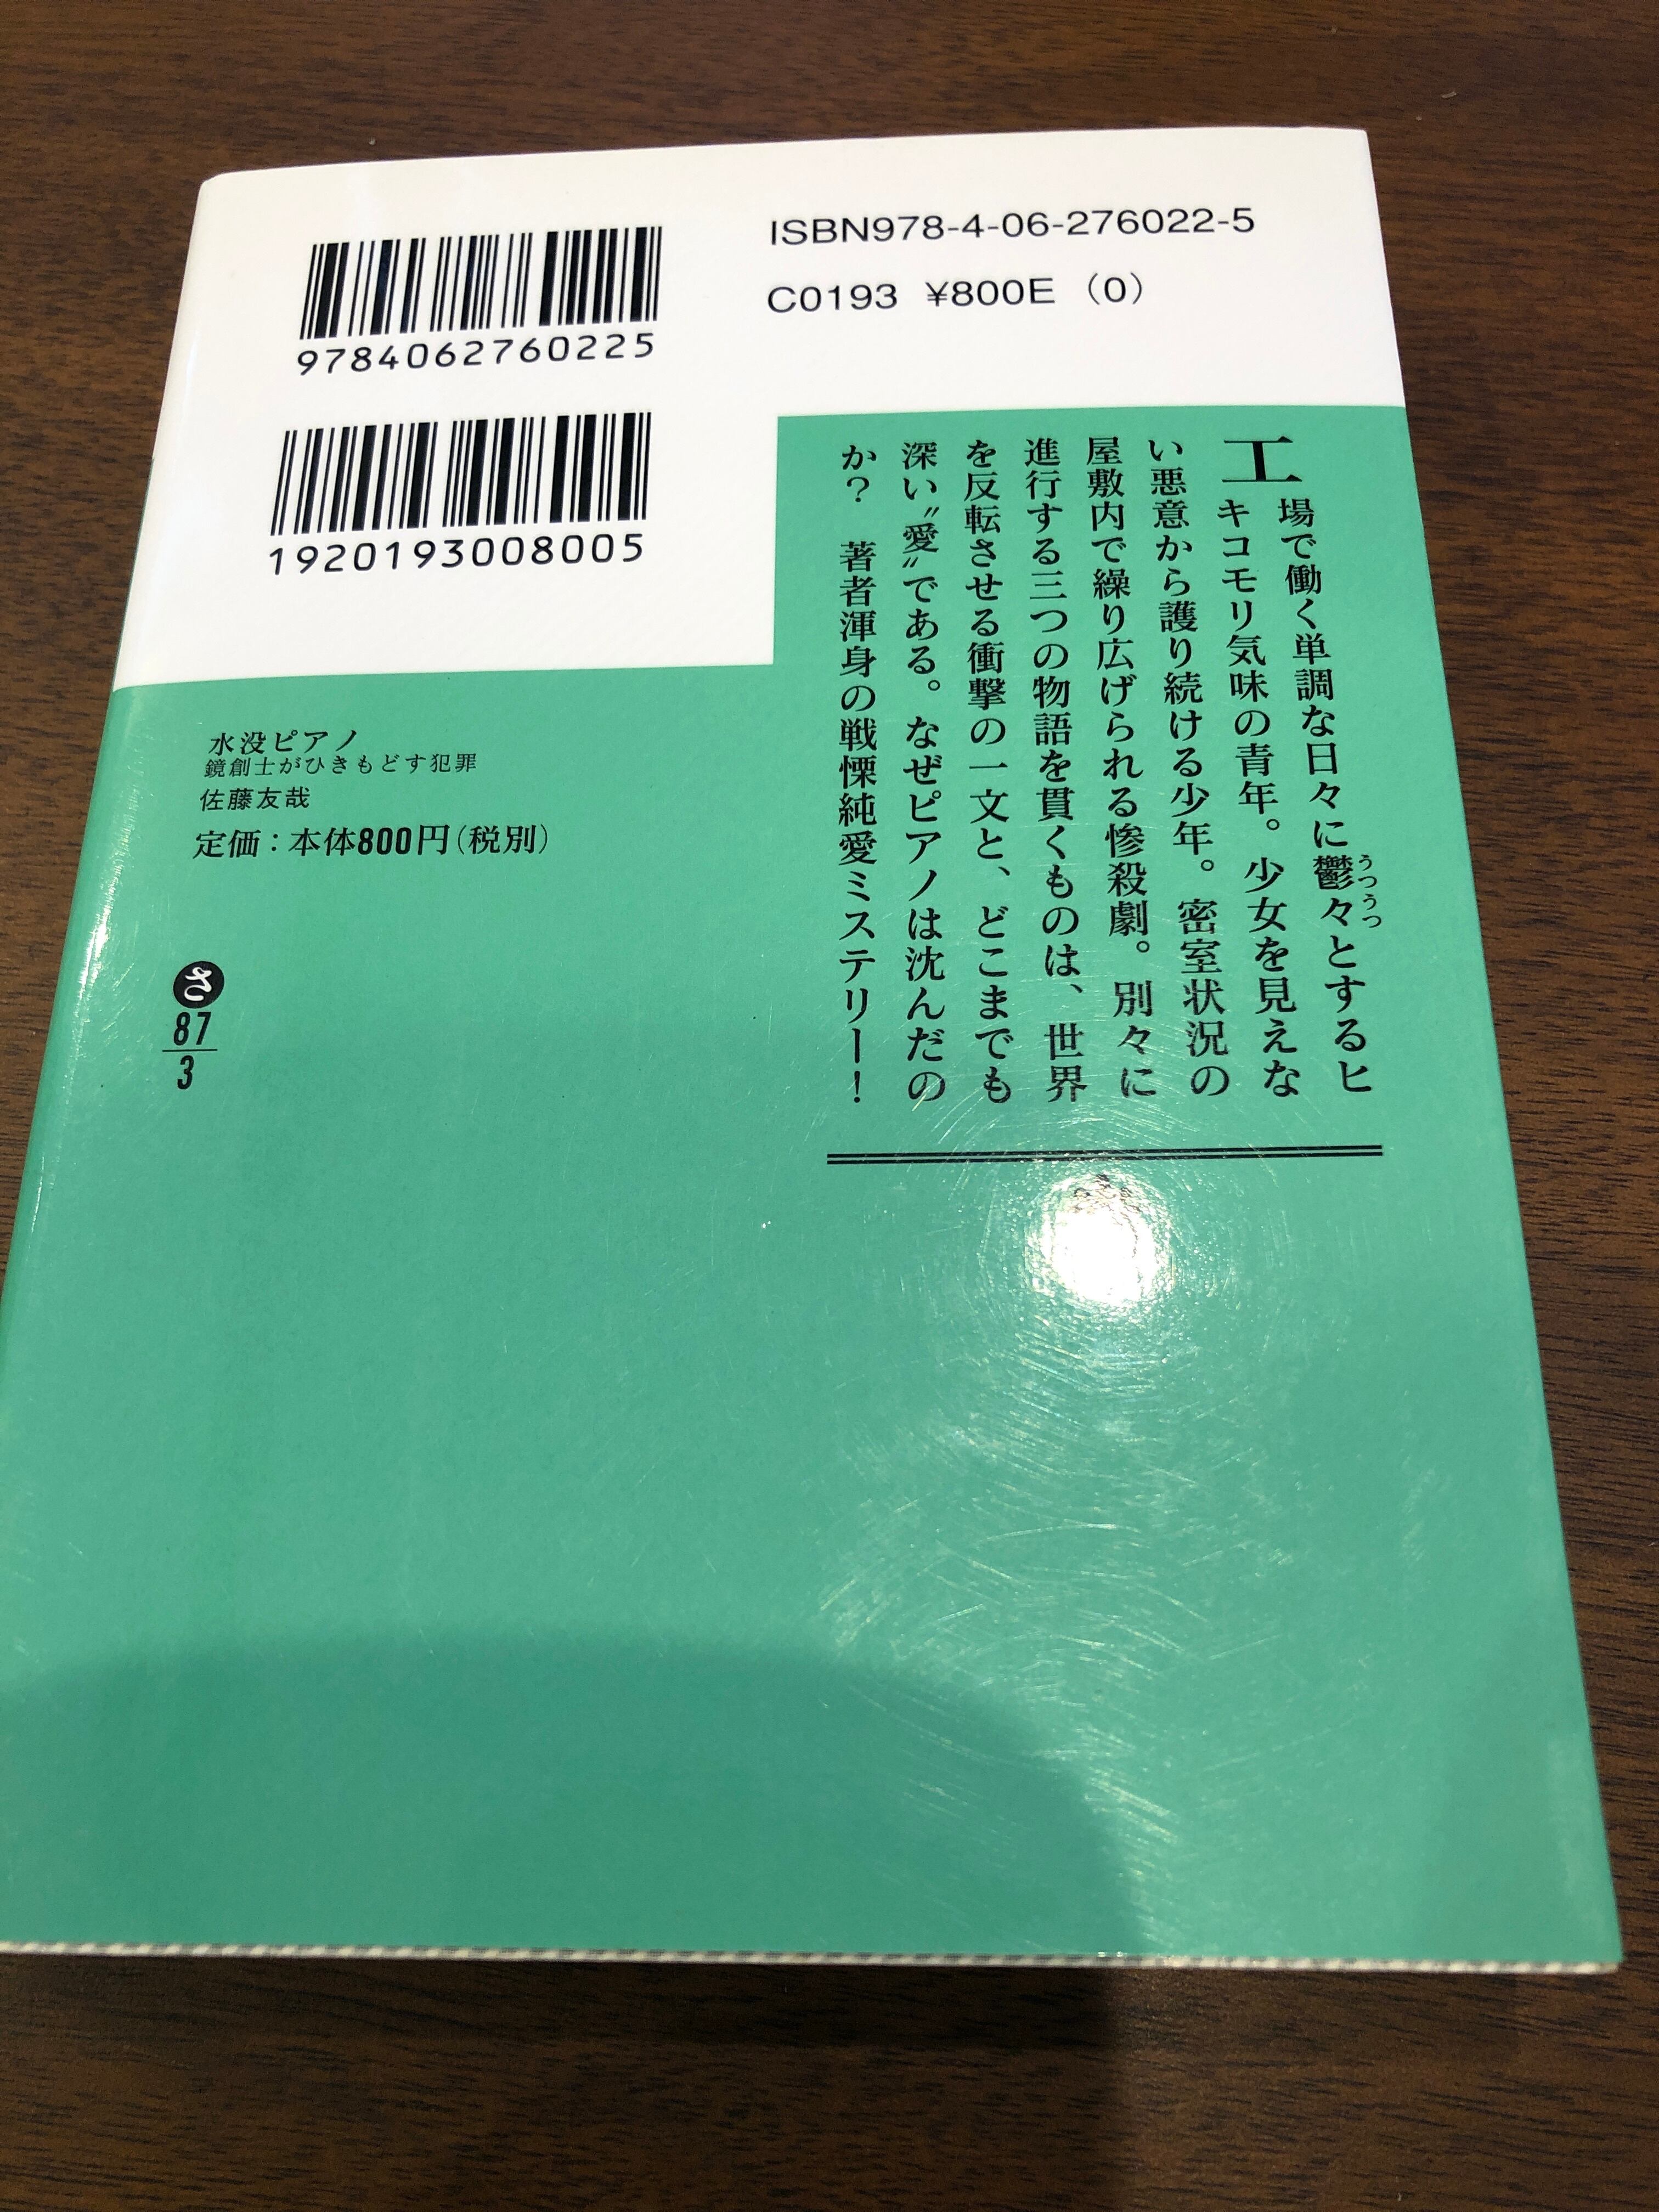 ISBN978-4-06-276022-5
C0193 ¥800E (0)
9784062760225
1920193008005
工場で働く単調な日々に鬱々とするヒ
うつうつ
キコモリ気味の青年。少女を見えな
い悪意から護り続ける少年。密室状況の
屋敷内で繰り広げられる惨殺劇。別々に
進行する三つの物語を貫くものは、世界
を反転させる衝撃の一文と、どこまでも
深い〝愛〟である。なぜピアノは沈んだの
か？　著者渾身の戦慄純愛ミステリー！
水没ピアノ
鏡創士がひきもどす犯罪
佐藤友哉
定価：本体800円（税別）
さ
87
3